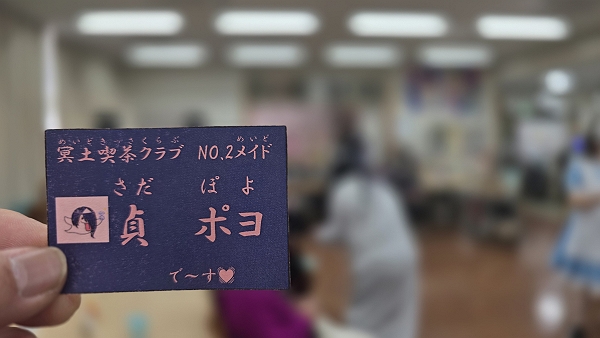 めいどきっさくらぶ めいど
冥土喫茶クラブ NO.2メイド
さだ ぽよ
貞 ポヨ
で〜す💓